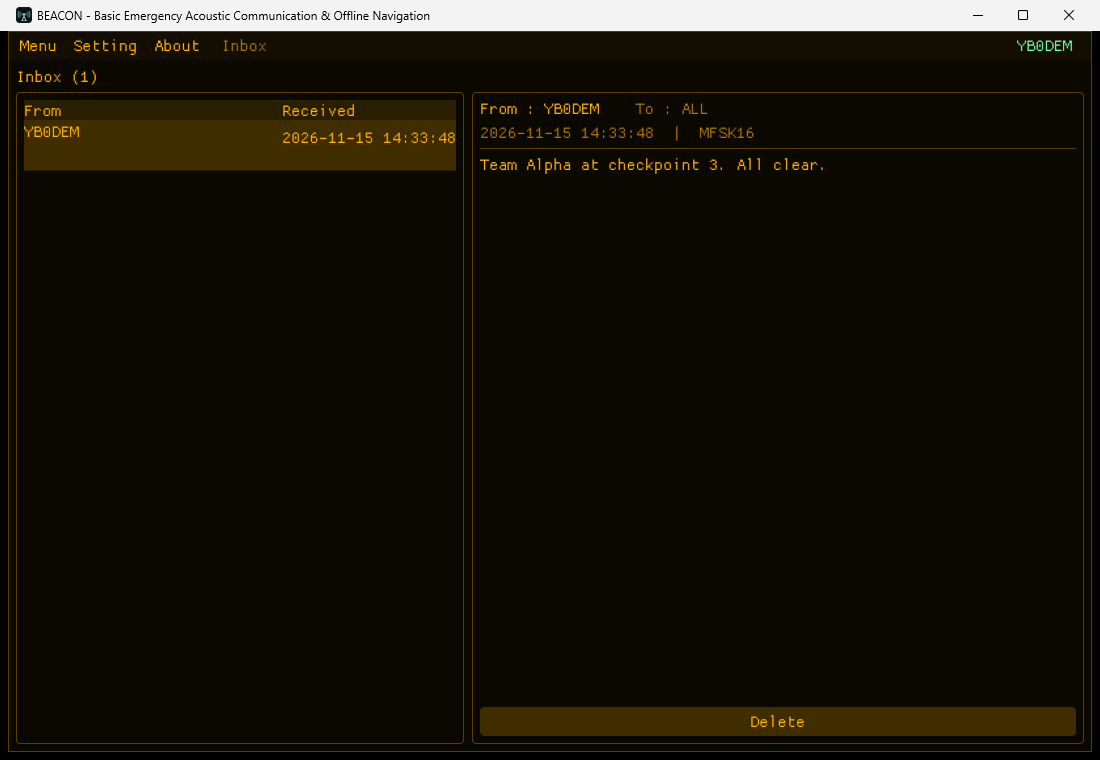 BEACON - Basic Emergency Acoustic Communication & Offline Navigation
Menu Setting About Inbox YB0DEM
Inbox (1)
From Received
YB0DEM 2026-11-15 14:33:48
From : YB0DEM To : ALL
2026-11-15 14:33:48 | MFSK16
Team Alpha at checkpoint 3. All clear.
Delete